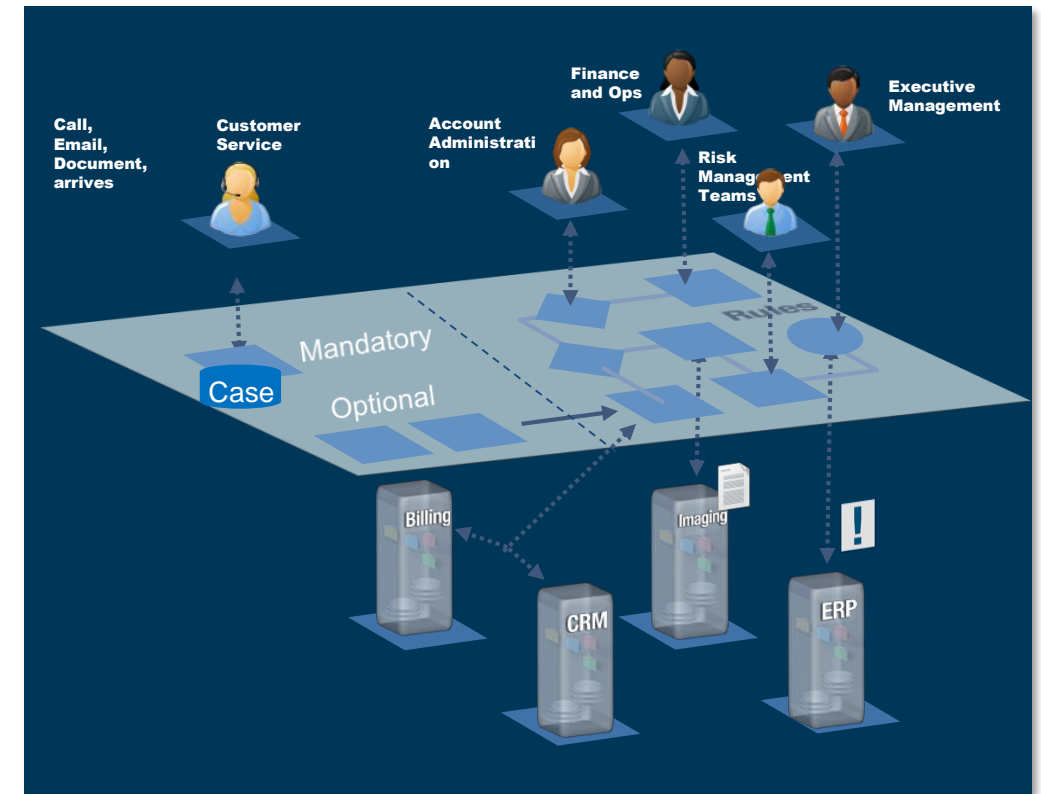 Call,
Email,
Document,
arrives
Customer
Service
Account
Administrati
on
Finance
and Ops
Risk
Management
Teams
Executive
Management
Rules
Mandatory
Optional
Case
Billing
CRM
Imaging
ERP
!